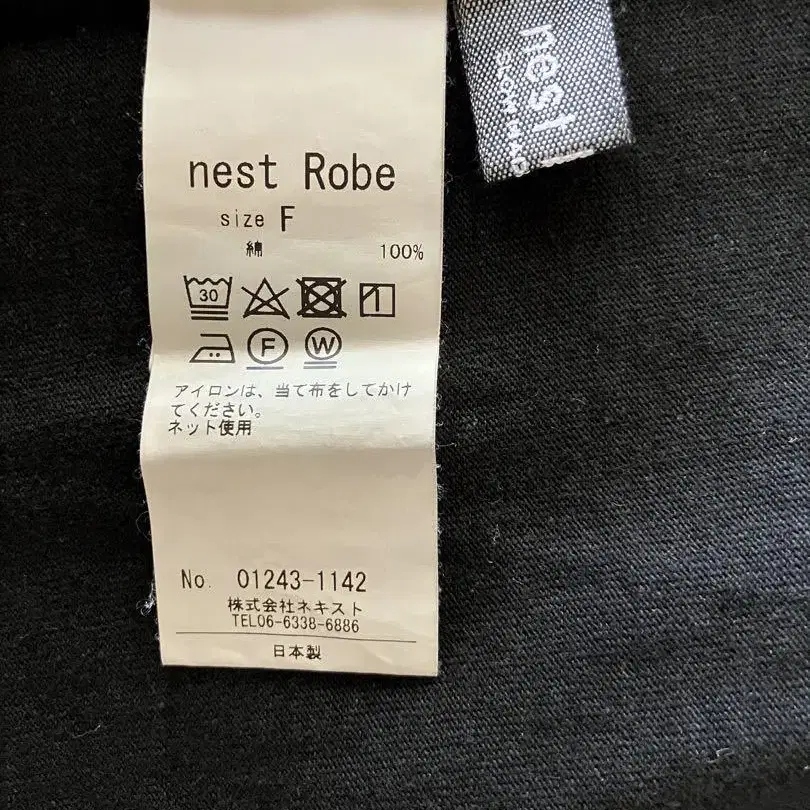 nest
nest Robe
size F
綿 100%
30
F W
アイロンは、当て布をしてかけ
てください。
ネット使用
No. 01243-1142
株式会社ネキスト
TEL06-6338-6886
日本製